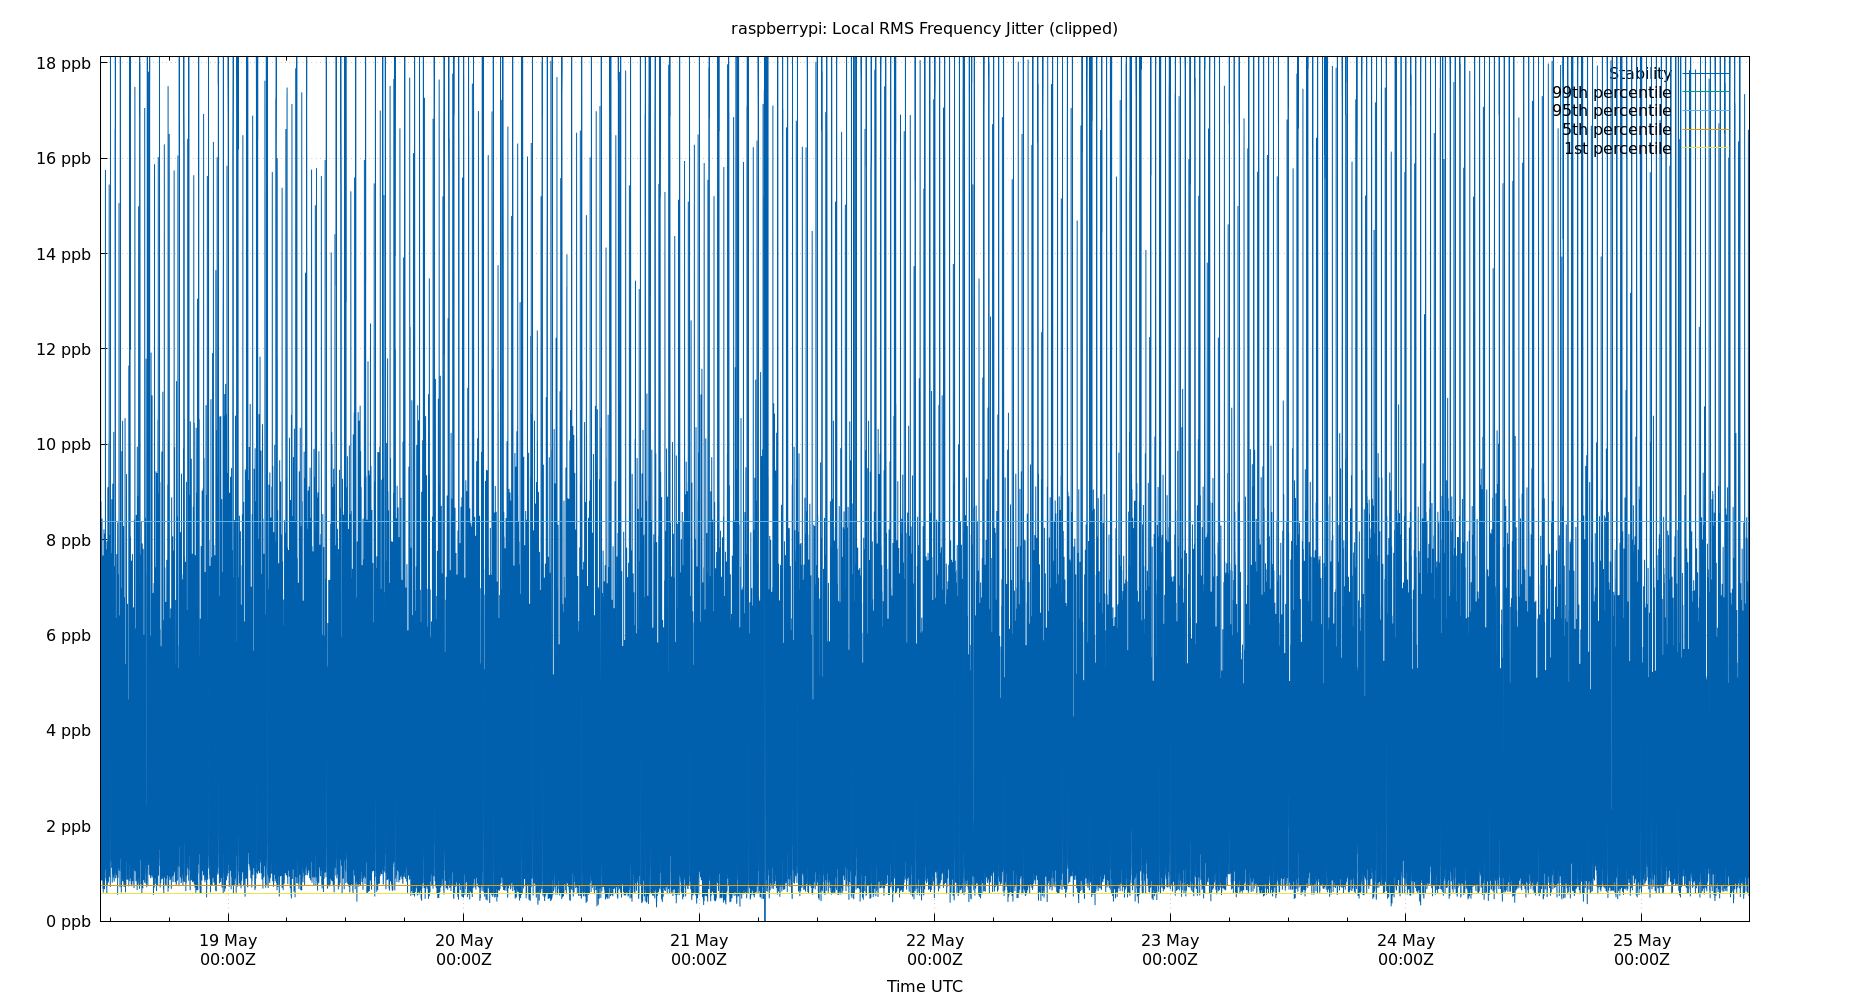 raspberrypi: Local RMS Frequency Jitter (clipped)
18 ppb
16 ppb
14 ppb
12 ppb
10 ppb
8 ppb
6 ppb
4 ppb
2 ppb
0 ppb
Stability
99th percentile
95th percentile
5th percentile
1st percentile
19 May
00:00Z
20 May
00:00Z
21 May
00:00Z
22 May
00:00Z
23 May
00:00Z
24 May
00:00Z
25 May
00:00Z
Time UTC